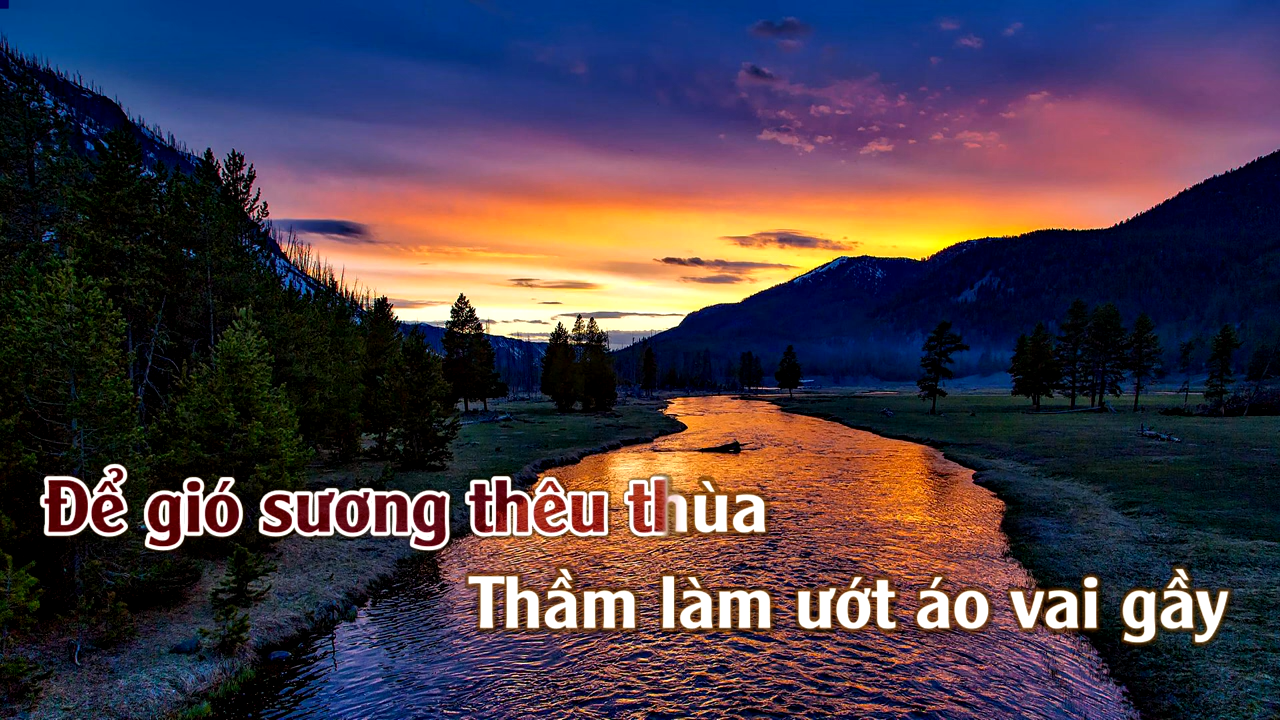 Để gió sương thêu thùa
Thầm làm ướt áo vai gầy